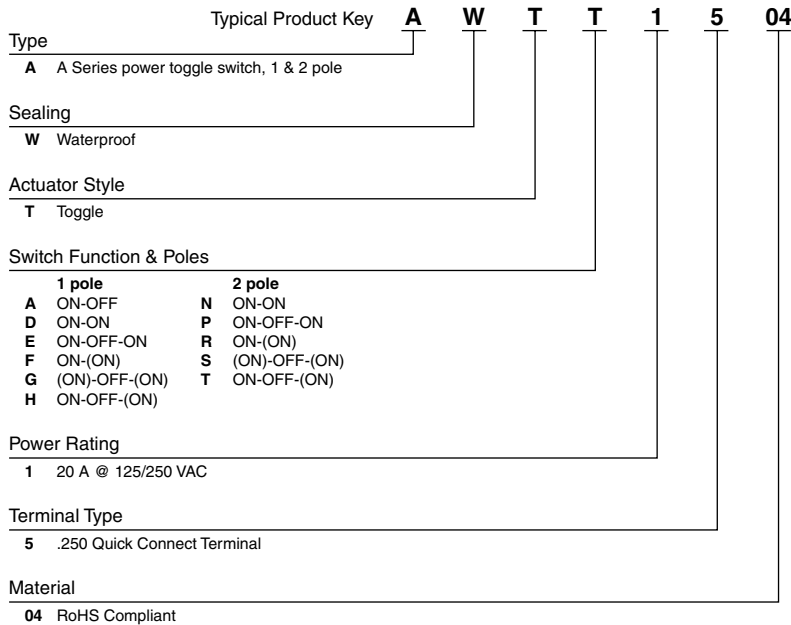 Typical Product Key A W T T 1 5 04
Type
A A Series power toggle switch, 1 & 2 pole
Sealing
W Waterproof
Actuator Style
T Toggle
Switch Function & Poles
1 pole 2 pole
A ON-OFF N ON-ON
D ON-ON P ON-OFF-ON
E ON-OFF-ON R ON-(ON)
F ON-(ON) S (ON)-OFF-(ON)
G (ON)-OFF-(ON) T ON-OFF-(ON)
H ON-OFF-(ON)
Power Rating
1 20 A @ 125/250 VAC
Terminal Type
5 .250 Quick Connect Terminal
Material
04 RoHS Compliant